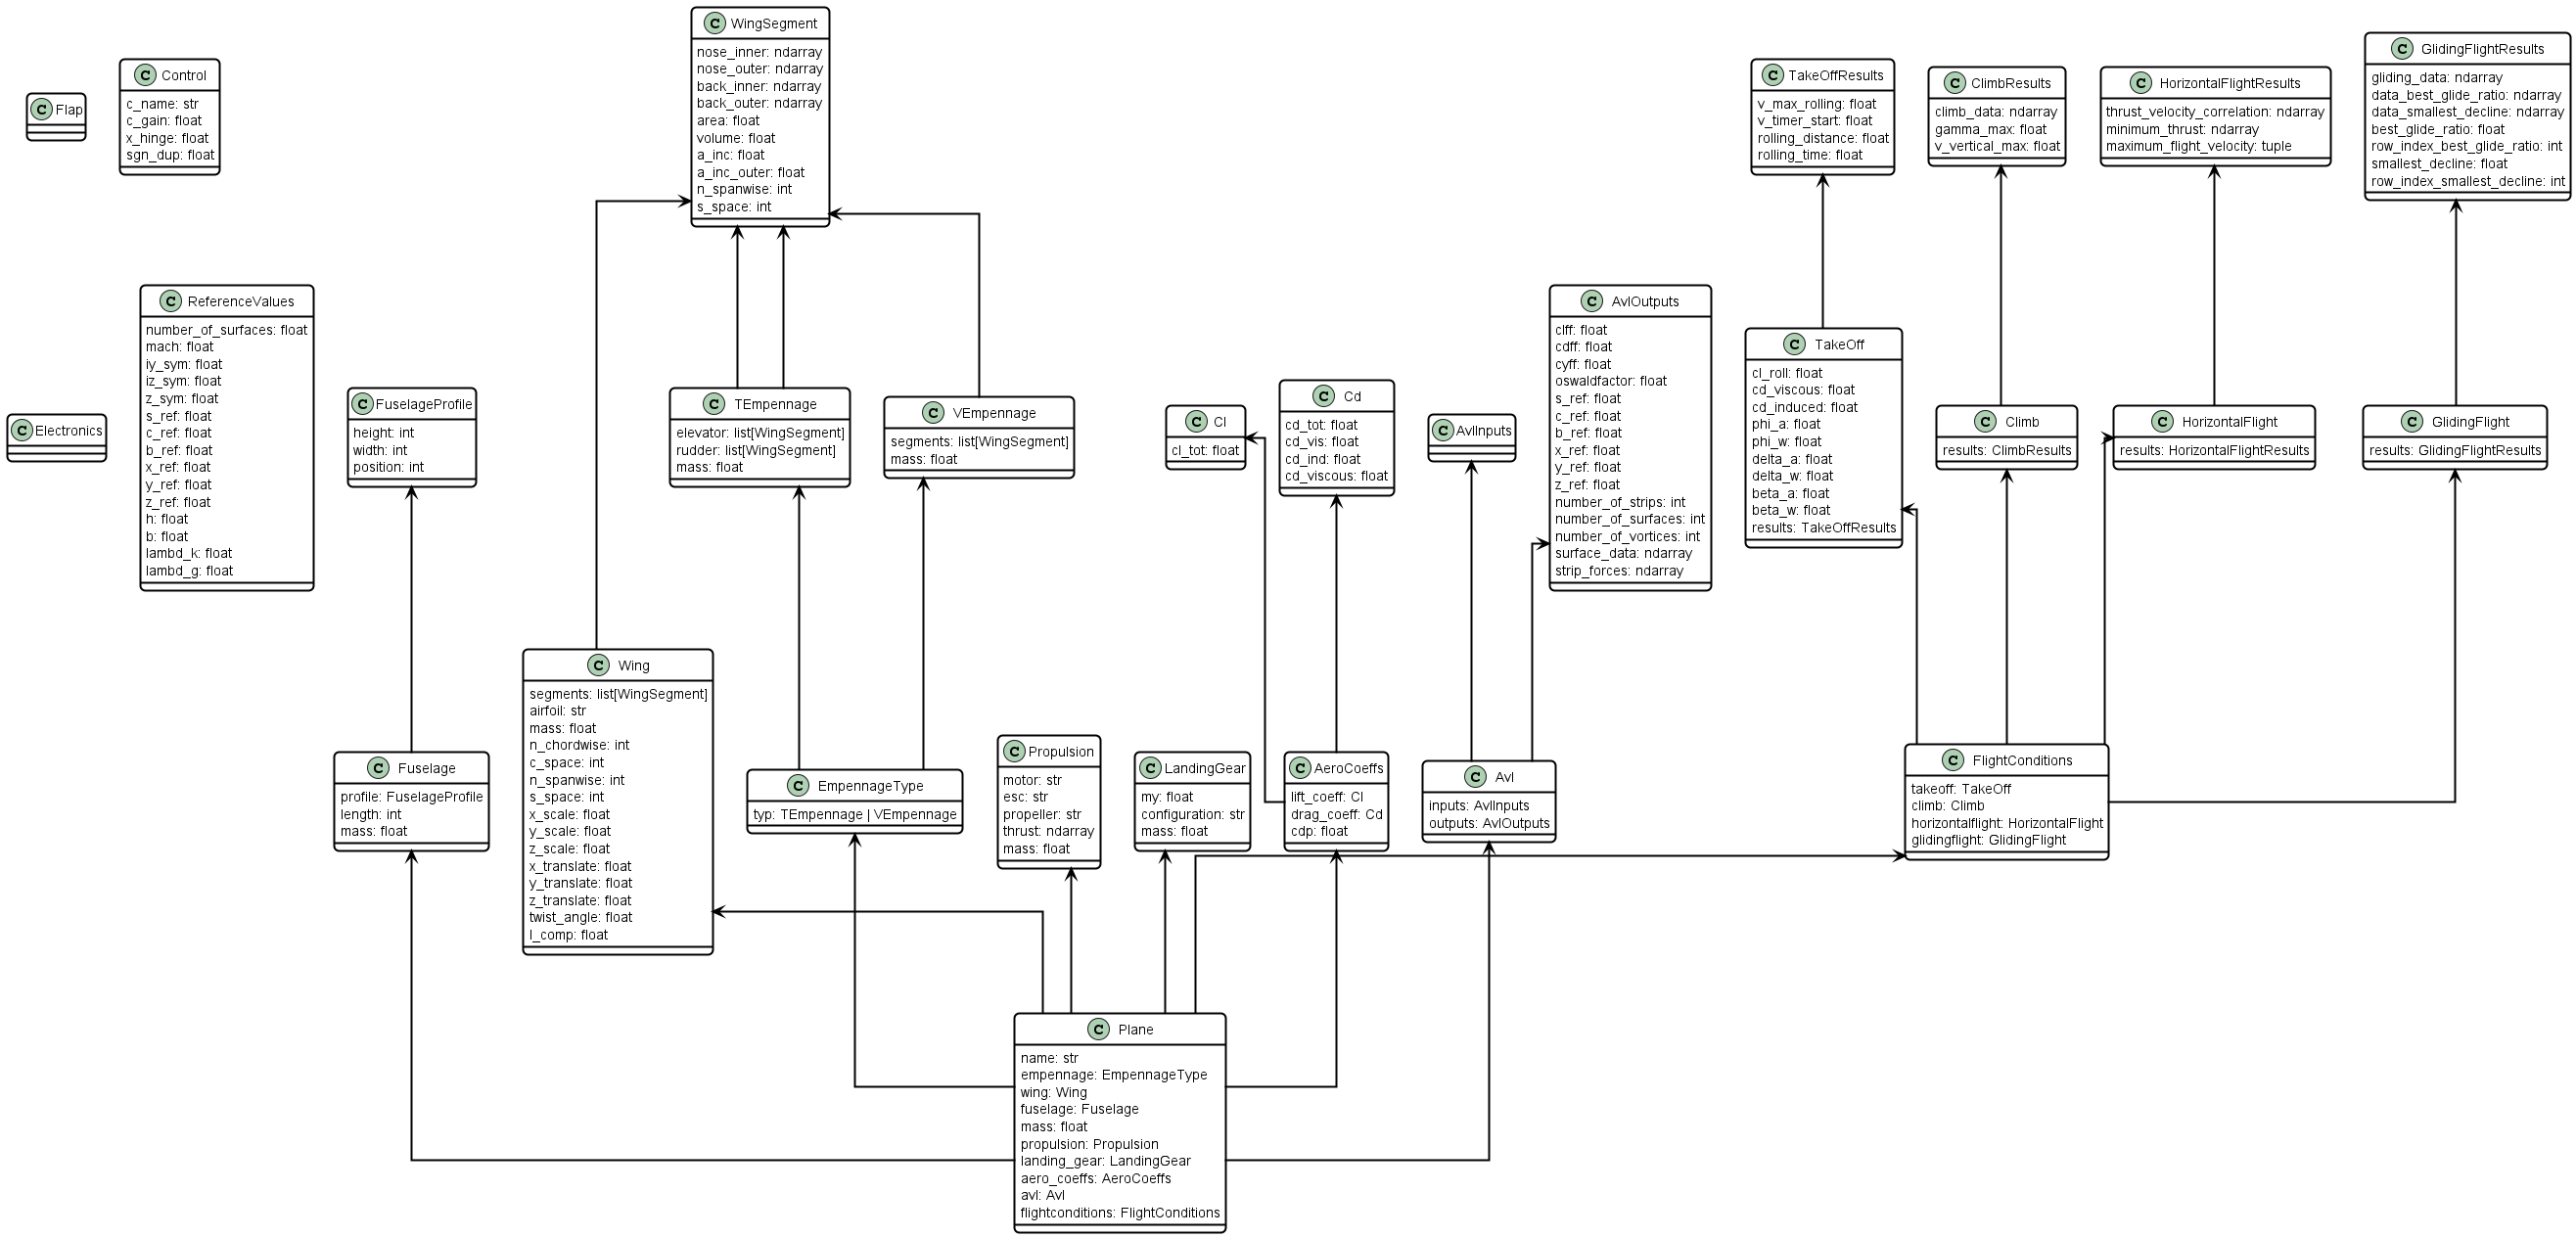 C WingSegment
nose_inner: ndarray
nose_outer: ndarray
back_inner: ndarray
back_outer: ndarray
area: float
volume: float
a_inc: float
a_inc_outer: float
n_spanwise: int
s_space: int
C GlidingFlightResults
gliding_data: ndarray
data_best_glide_ratio: ndarray
data_smallest_decline: ndarray
best_glide_ratio: float
row_index_best_glide_ratio: int
smallest_decline: float
row_index_smallest_decline: int
C Flap
C Control
c_name: str
c_gain: float
x_hinge: float
sgn_dup: float
C TakeOffResults
v_max_rolling: float
v_timer_start: float
rolling_distance: float
rolling_time: float
C ClimbResults
climb_data: ndarray
gamma_max: float
v_vertical_max: float
C HorizontalFlightResults
thrust_velocity_correlation: ndarray
minimum_thrust: ndarray
maximum_flight_velocity: tuple
C Electronics
C ReferenceValues
number_of_surfaces: float
mach: float
iy_sym: float
iz_sym: float
z_sym: float
s_ref: float
c_ref: float
b_ref: float
x_ref: float
y_ref: float
z_ref: float
h: float
b: float
lambd_k: float
lambd_g: float
C FuselageProfile
height: int
width: int
position: int
C TEmpennage
elevator: list[WingSegment]
rudder: list[WingSegment]
mass: float
C VEmpennage
segments: list[WingSegment]
mass: float
C Cl
cl_tot: float
C Cd
cd_tot: float
cd_vis: float
cd_ind: float
cd_viscous: float
C AvlInputs
C AvlOutputs
clff: float
cdff: float
cyff: float
oswaldfactor: float
s_ref: float
c_ref: float
b_ref: float
x_ref: float
y_ref: float
z_ref: float
number_of_strips: int
number_of_surfaces: int
number_of_vortices: int
surface_data: ndarray
strip_forces: ndarray
C TakeOff
cl_roll: float
cd_viscous: float
cd_induced: float
phi_a: float
phi_w: float
delta_a: float
delta_w: float
beta_a: float
beta_w: float
results: TakeOffResults
C Climb
results: ClimbResults
C HorizontalFlight
results: HorizontalFlightResults
C GlidingFlight
results: GlidingFlightResults
C Fuselage
profile: FuselageProfile
length: int
mass: float
C Wing
segments: list[WingSegment]
airfoil: str
mass: float
n_chordwise: int
c_space: int
n_spanwise: int
s_space: int
x_scale: float
y_scale: float
z_scale: float
x_translate: float
y_translate: float
z_translate: float
twist_angle: float
l_comp: float
C EmpennageType
typ: TEmpennage | VEmpennage
C Propulsion
motor: str
esc: str
propeller: str
thrust: ndarray
mass: float
C LandingGear
my: float
configuration: str
mass: float
C AeroCoeffs
lift_coeff: Cl
drag_coeff: Cd
cdp: float
C Avl
inputs: AvlInputs
outputs: AvlOutputs
C FlightConditions
takeoff: TakeOff
climb: Climb
horizontalflight: HorizontalFlight
glidingflight: GlidingFlight
C Plane
name: str
empennage: EmpennageType
wing: Wing
fuselage: Fuselage
mass: float
propulsion: Propulsion
landing_gear: LandingGear
aero_coeffs: AeroCoeffs
avl: Avl
flightconditions: FlightConditions